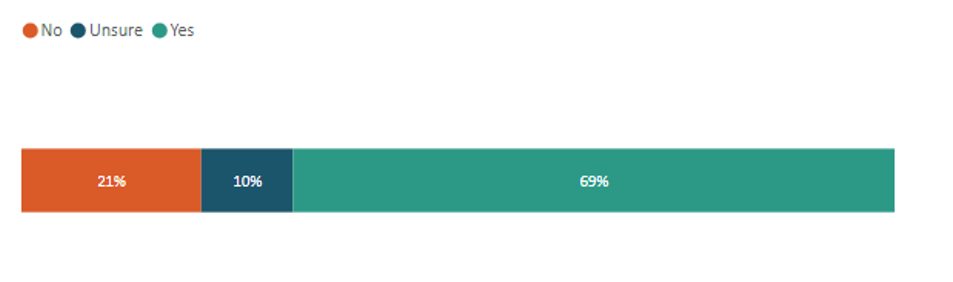 No Unsure Yes
21% 10% 69%